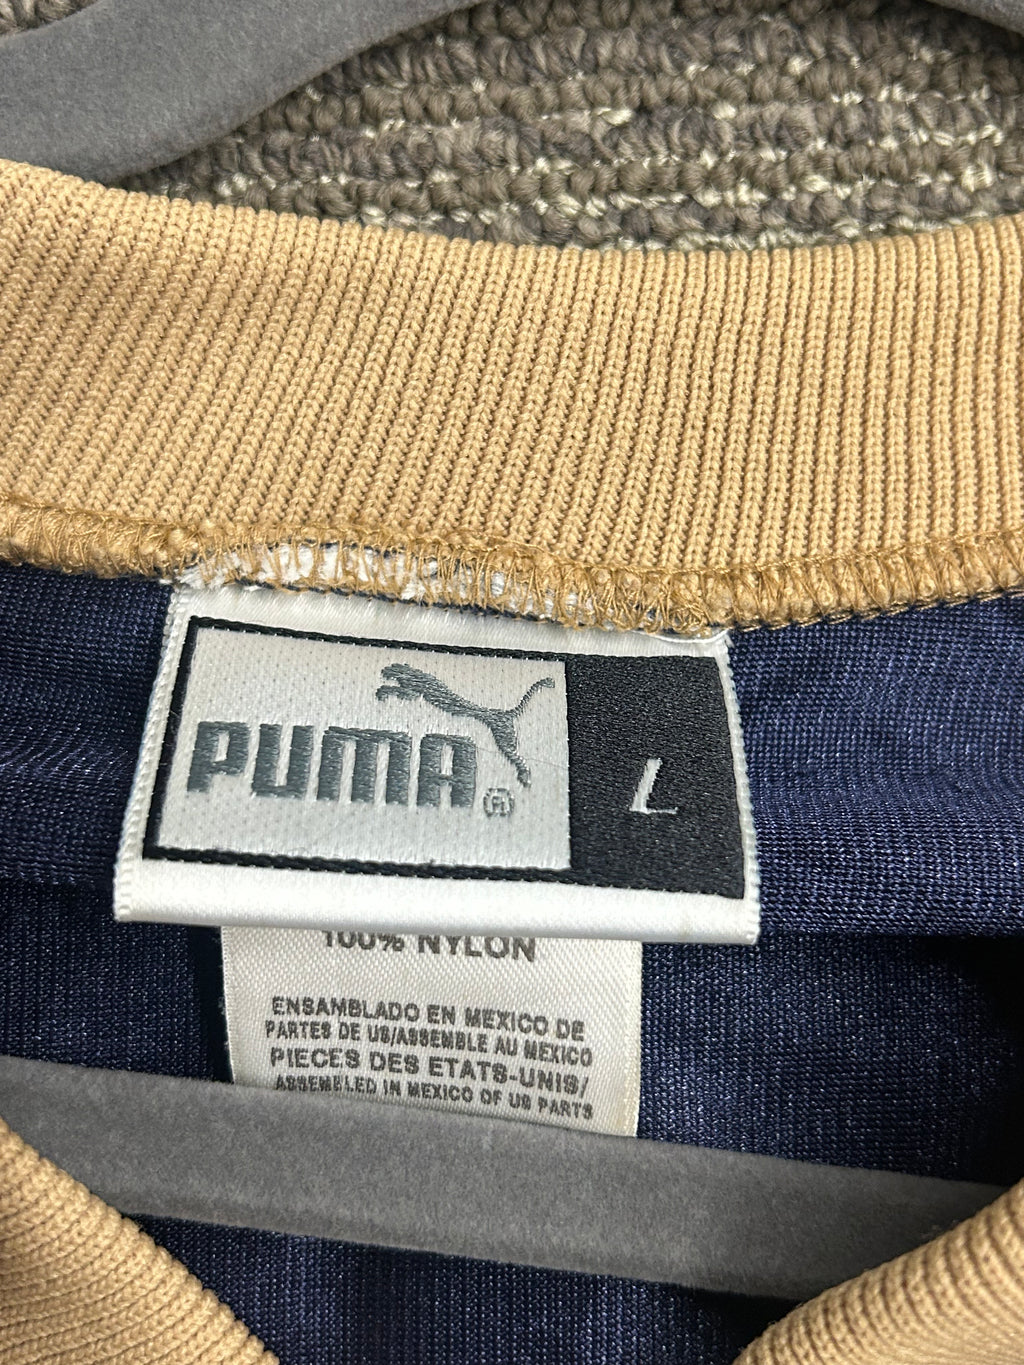 PUMA®
L
100% NYLON
ENSAMBLADO EN MEXICO DE
PARTES DE US/ASSEMBLE AU MEXICO
PIECES DES ETATS-UNIS/
ASSEMBLED IN MEXICO OF US PARTS